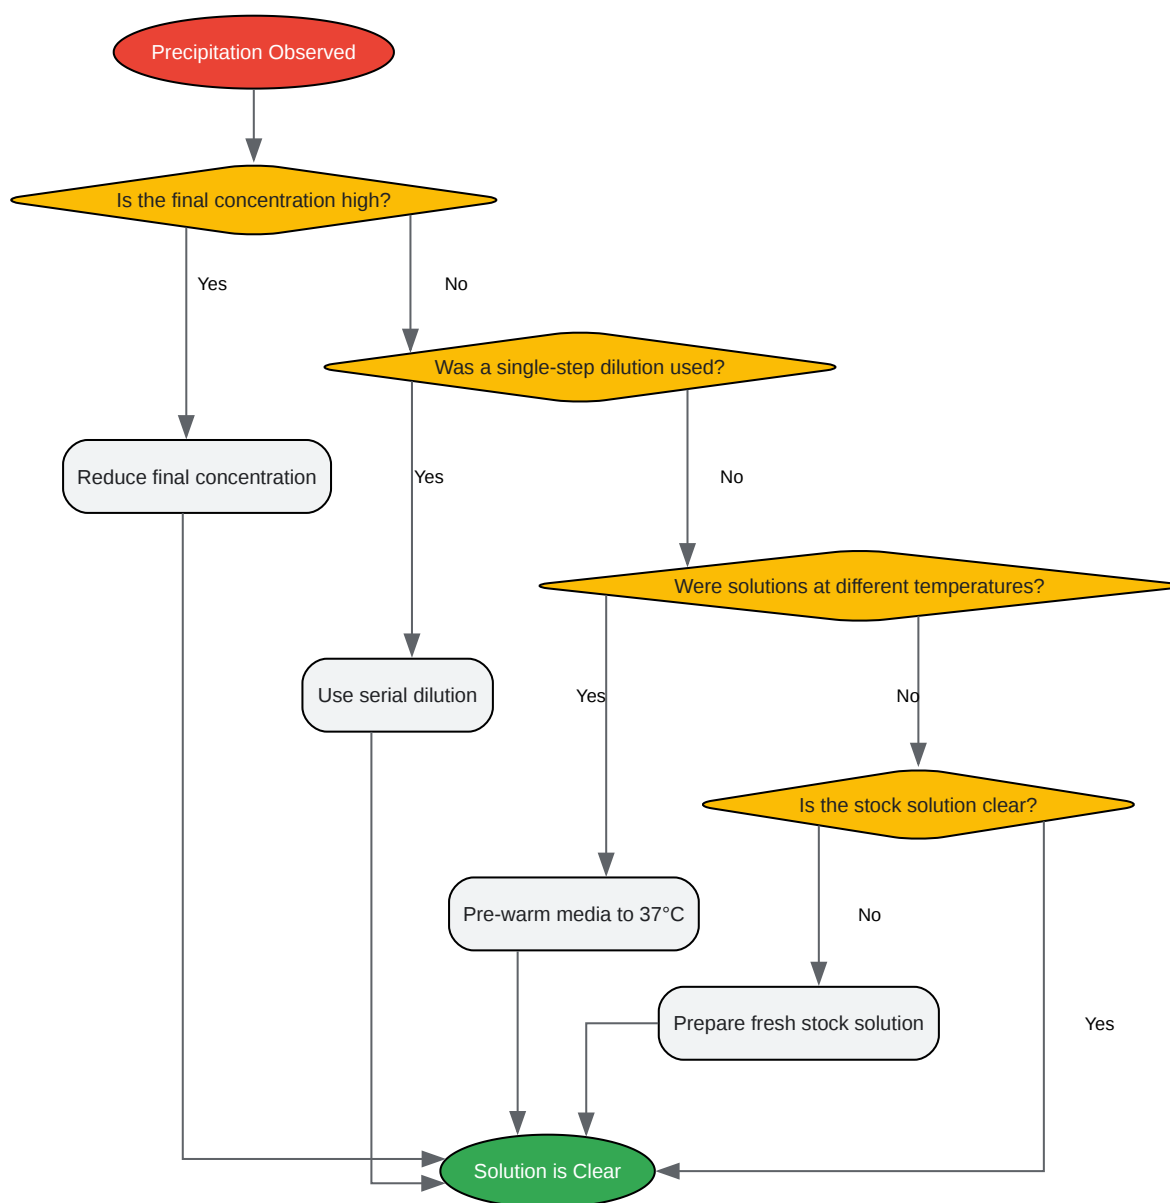 Precipitation Observed
Is the final concentration high?
Yes
No
Was a single-step dilution used?
Reduce final concentration
Yes
No
Were solutions at different temperatures?
Use serial dilution
Yes
No
Is the stock solution clear?
Pre-warm media to 37°C
No
Prepare fresh stock solution
Yes
Solution is Clear